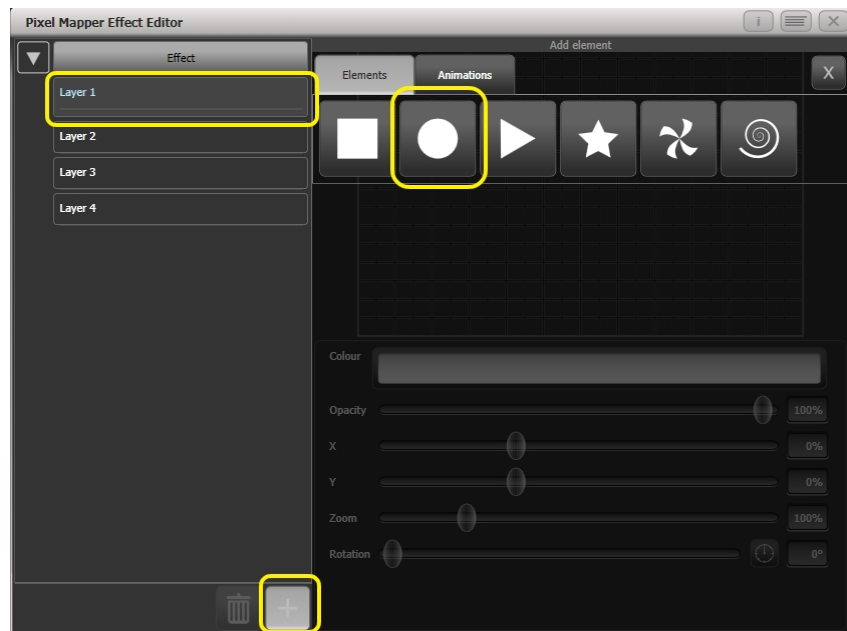 Pixel Mapper Effect Editor
i
X
Effect
Add element
Elements
Animations
X
Layer 1
Layer 2
Layer 3
Layer 4
Colour
Opacity 100%
X 0%
Y 0%
Zoom 100%
Rotation 0°
+